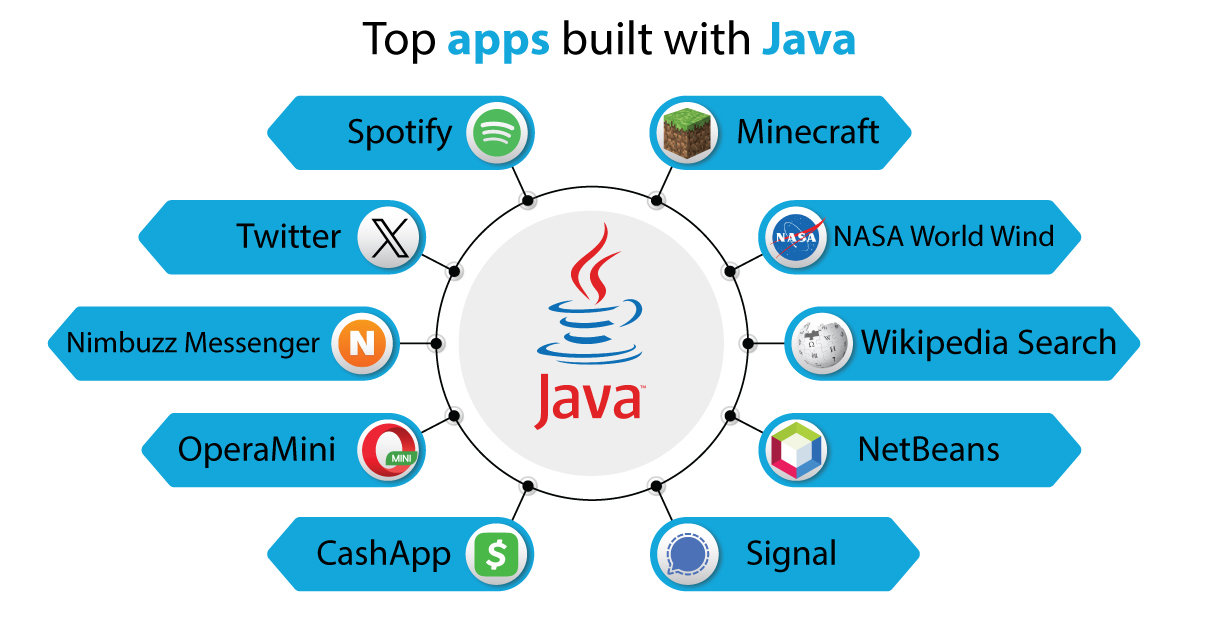 Top apps built with Java
Spotify
Minecraft
Twitter
NASA
NASA World Wind
Nimbuzz Messenger
N
Wikipedia Search
Java™
OperaMini
MINI
NetBeans
CashApp
$
Signal